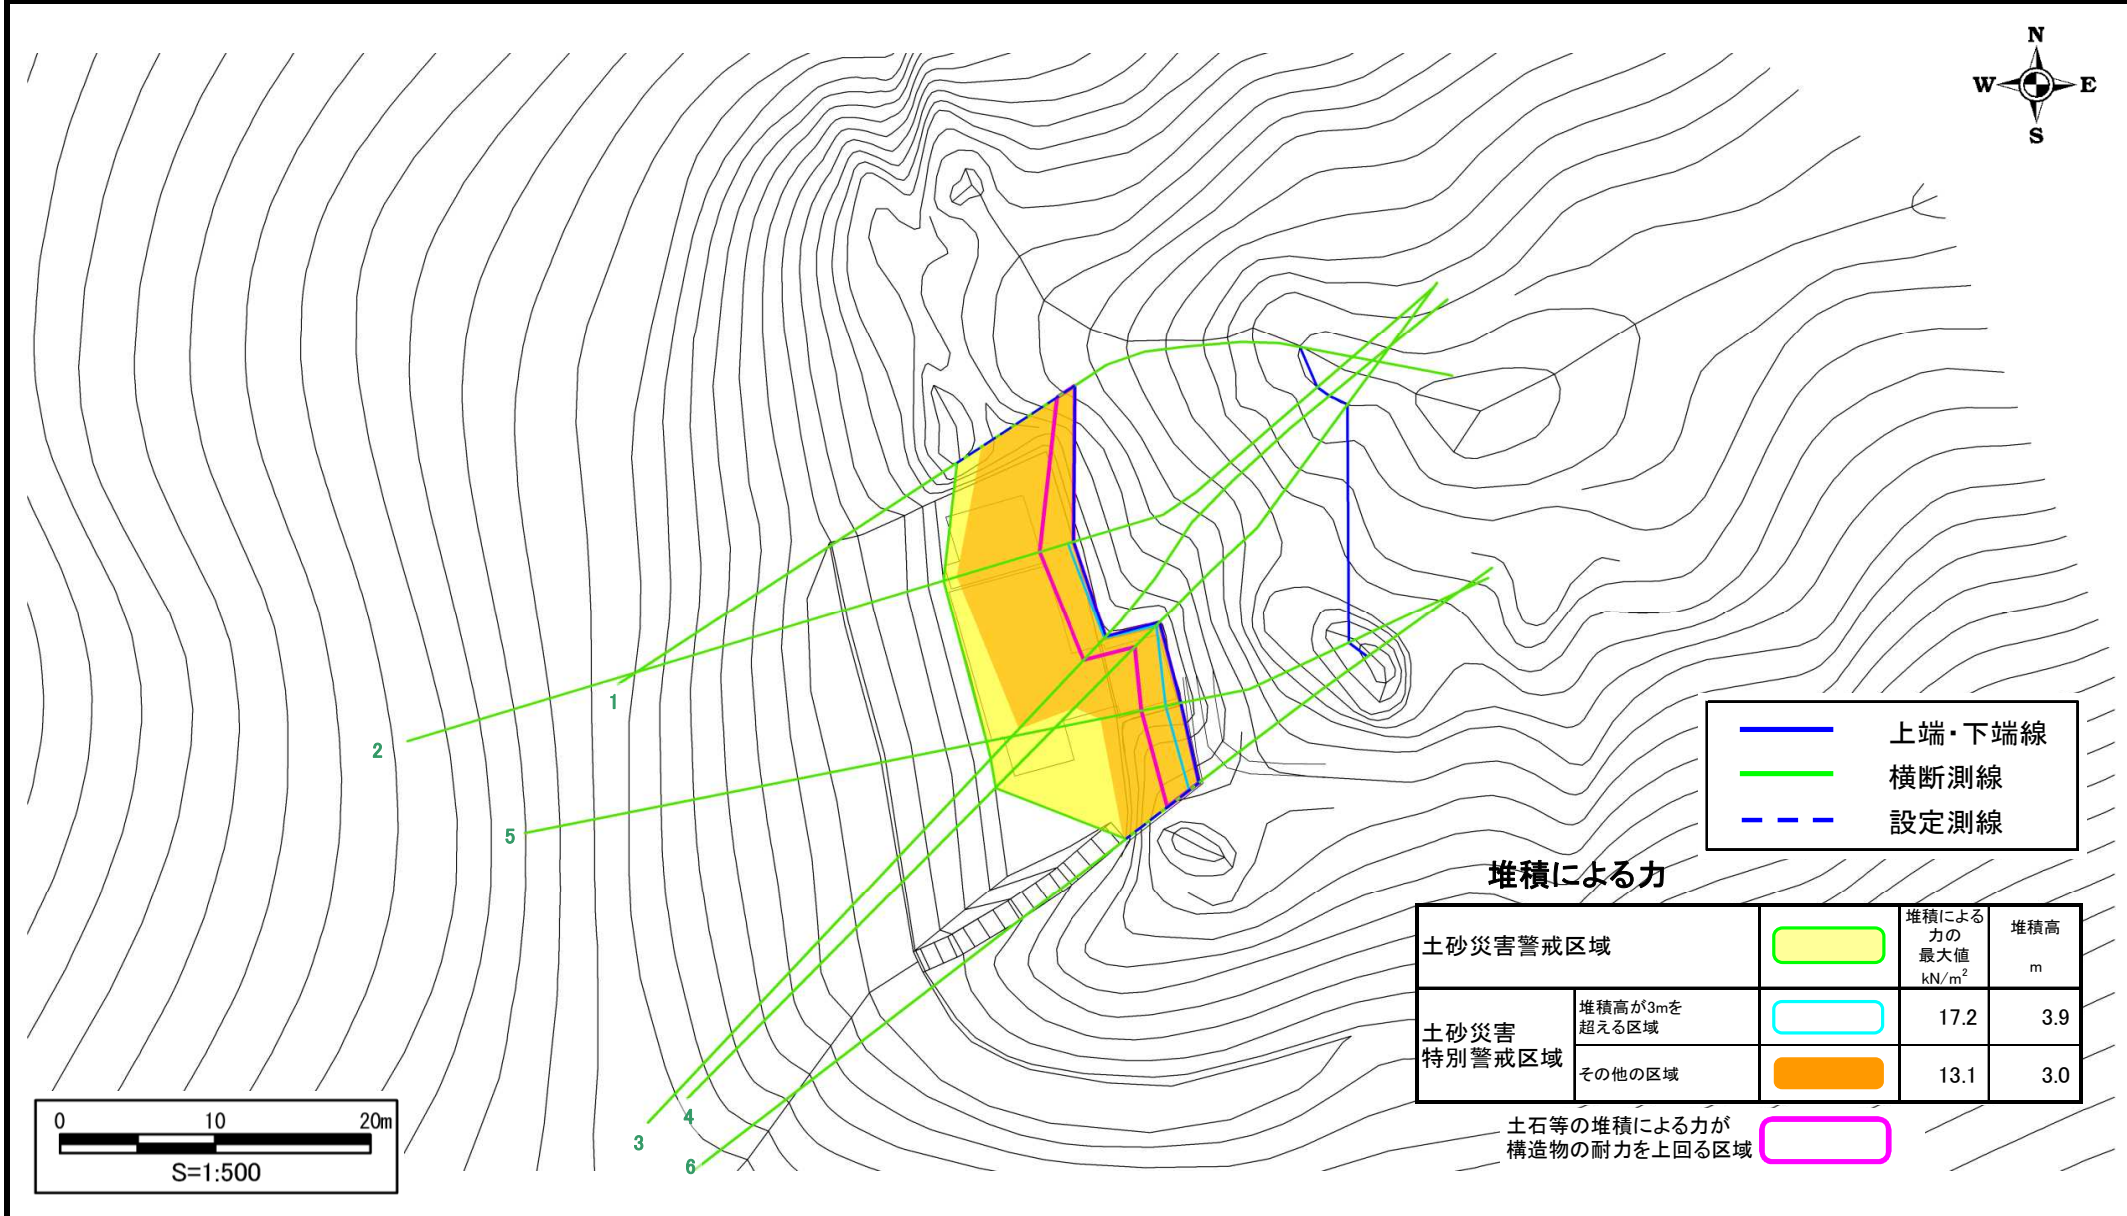 N
W E
S
1
2
5
3
4
6
上端・下端線
横断測線
設定測線
堆積による力
土砂災害警戒区域
堆積による
力の
最大値
kN/m²
堆積高
m
土砂災害
特別警戒区域
堆積高が3mを
超える区域
17.2
3.9
その他の区域
13.1
3.0
土石等の堆積による力が
構造物の耐力を上回る区域
0 10 20m
S=1:500